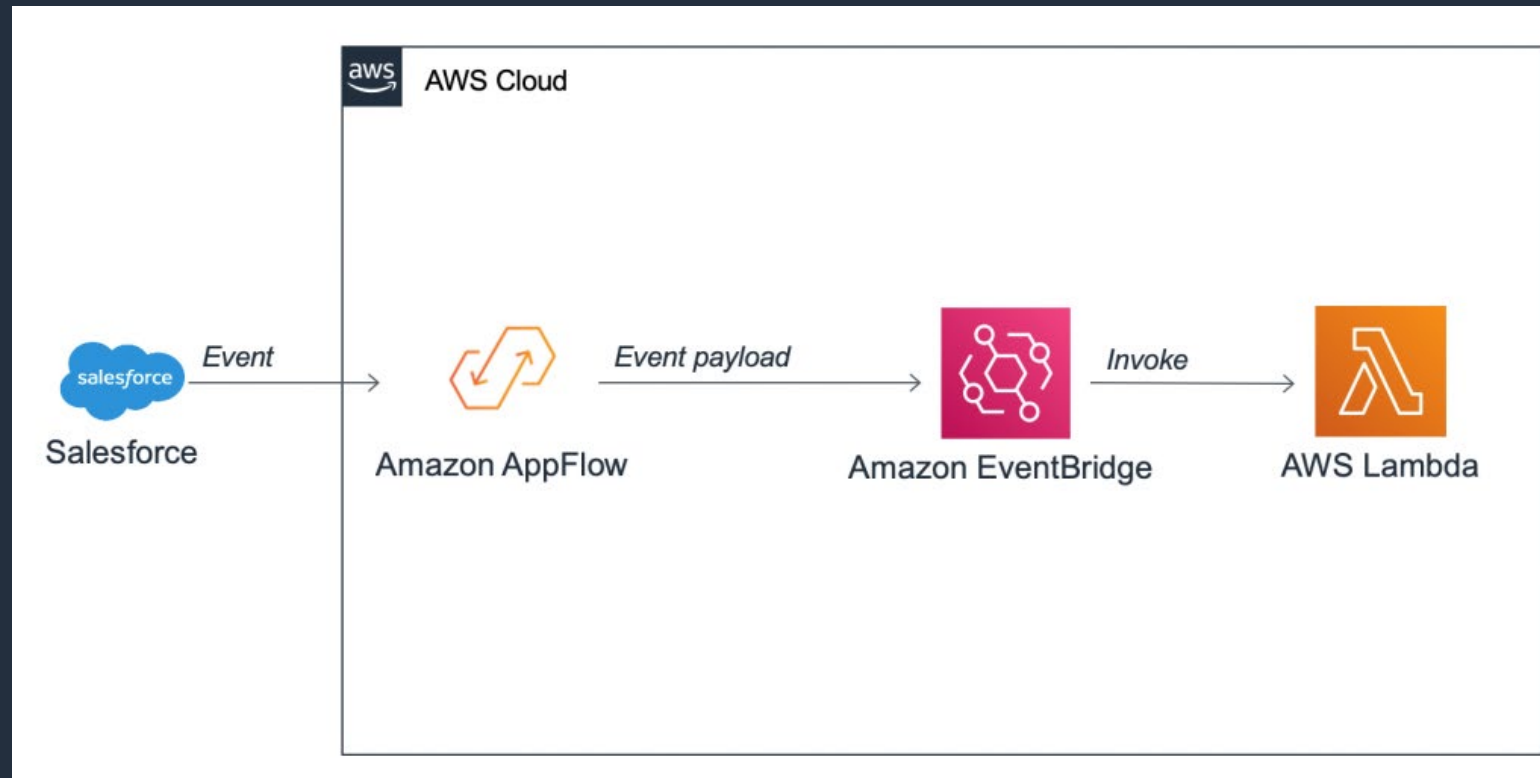 aws
AWS Cloud
salesforce
Event
Event payload
Invoke
Salesforce
Amazon AppFlow
Amazon EventBridge
AWS Lambda